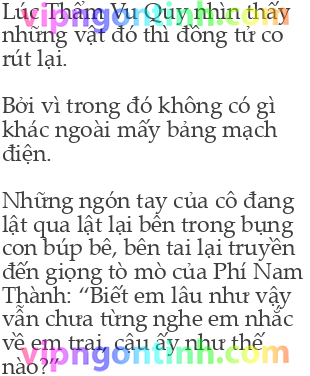 Lúc Thẩm Vu Quy nhìn thấy
những vật đó thì đồng tử co
rút lại.
Bởi vì trong đó không có gì
khác ngoài mấy bảng mạch
điện.
Những ngón tay của cô đang
lật qua lật lại bên trong bụng
con búp bê, bên tai lại truyền
đến giọng tò mò của Phí Nam
Thành: “Biết em lâu như vậy
vẫn chưa từng nghe em nhắc
về em trai, cậu ấy như thế
nào?”
vipngontinh.com
vipngontinh.com